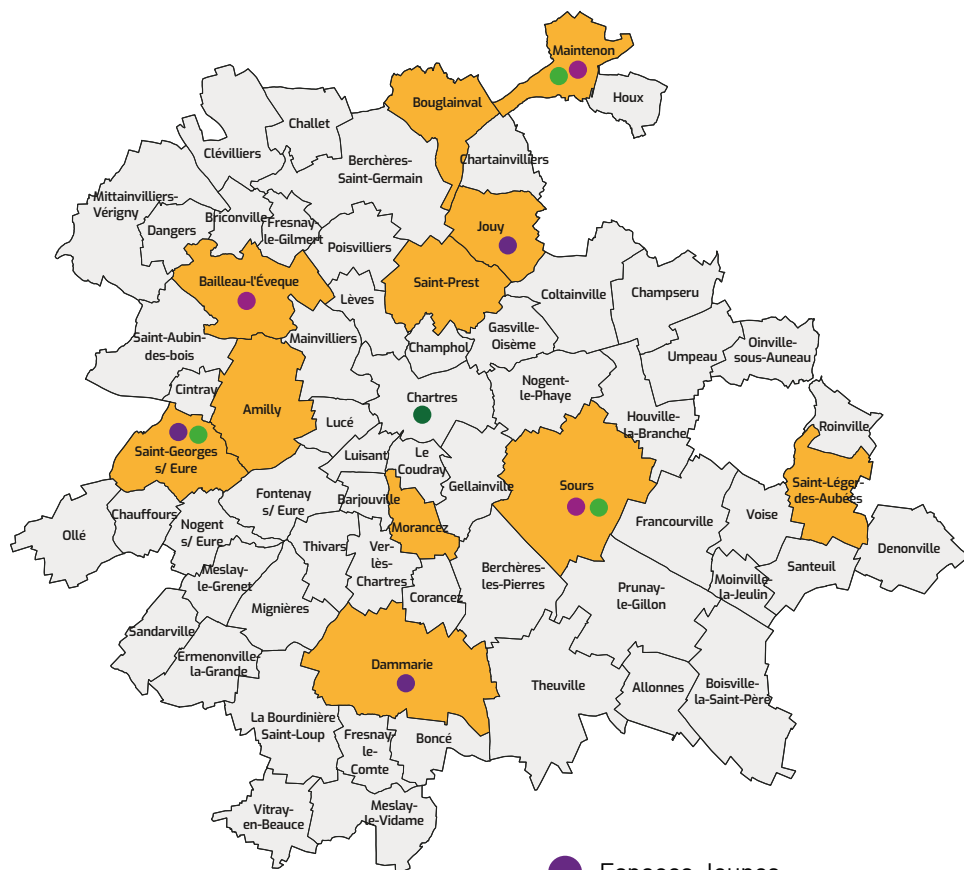 Maintenon
Houx
Bouglainval
Challet
Clévilliers
Berchères-
Saint-Germain
Chartainvilliers
Mittainvilliers-
Vérigny
Dangers
Briconville
Fresnay-
le-Gilmert
Poisvilliers
Jouy
Bailleau-l'Éveque
Saint-Prest
Lèves
Coltainville
Champseru
Saint-Aubin-
des-bois
Mainvilliers
Champhol
Gasville-
Oisème
Umpeau
Oinville-
sous-Auneau
Cintray
Amilly
Chartres
Nogent-
le-Phaye
Lucé
Houville-
la-Branche
Roinville
Saint-Georges
s/ Eure
Luisant
Le
Coudray
Gellainville
Sours
Saint-Léger-
des-Aubées
Ollé
Chauffours
Nogent
s/ Eure
Fontenay
s/ Eure
Barjouville
Morancez
Francourville
Voise
Denonville
Thivars
Ver-
lès-
Chartres
Corancez
Berchères-
les-Pierres
Meslay-
le-Grenet
Mignières
Prunay-
le-Gillon
Moinville-
la-Jeulin
Santeuil
Sandarville
Ermenonville-
la-Grande
Dammarie
Theuville
Allonnes
Boisville-
la-Saint-Père
La Bourdinière
Saint-Loup
Fresnay
le-
Comte
Boncé
Vitray-
en-Beauce
Meslay-
le-Vidame
Espaces Jeunes